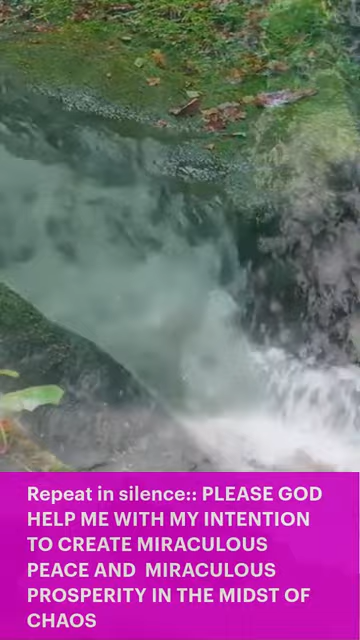 Repeat in silence:: PLEASE GOD
HELP ME WITH MY INTENTION
TO CREATE MIRACULOUS
PEACE AND  MIRACULOUS
PROSPERITY IN THE MIDST OF
CHAOS